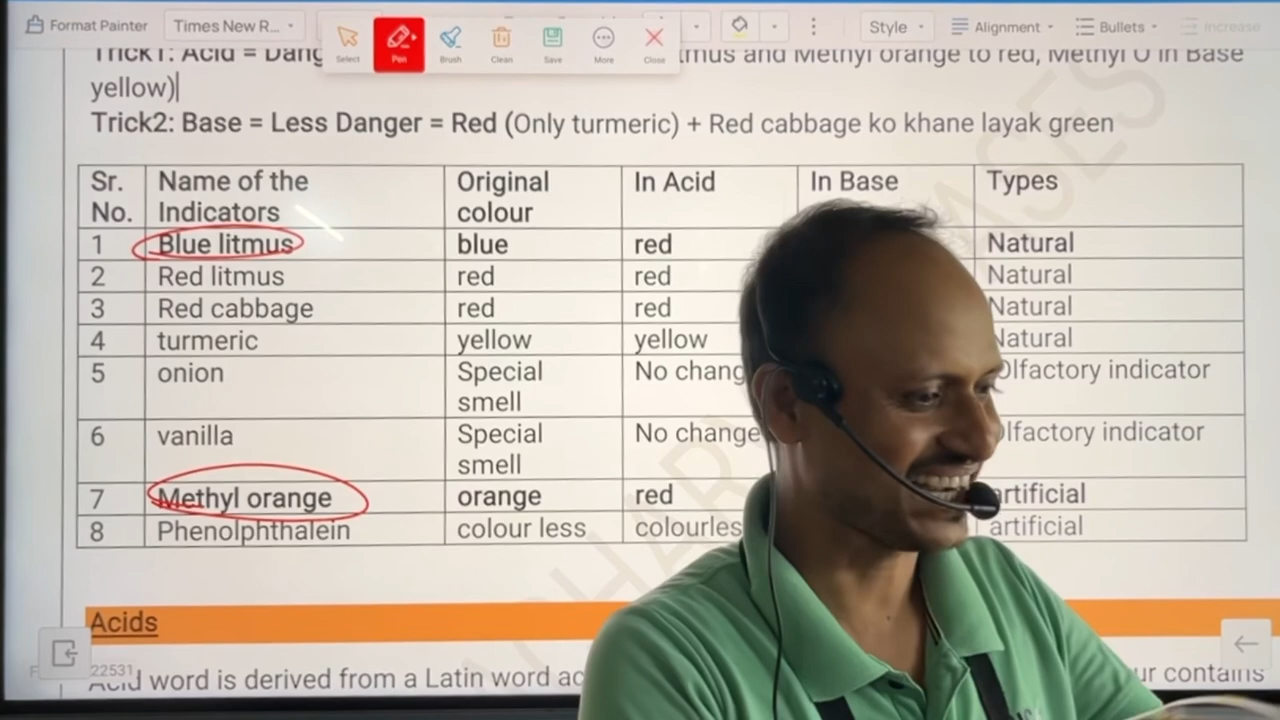 Format Painter Times New R... Style Alignment Bullets Increase
Select Pen Brush Clean Save More Close
Trick1: Acid = and Methyl orange to red, Methyl O in Base
yellow)
Trick2: Base = Less Danger = Red (Only turmeric) + Red cabbage ko khane layak green
Sr. No. Name of the Indicators Original colour In Acid In Base Types
1 Blue litmus blue red Natural
2 Red litmus red red Natural
3 Red cabbage red red Natural
4 turmeric yellow yellow Natural
5 onion Special smell No chang Olfactory indicator
6 vanilla Special smell No change Olfactory indicator
7 Methyl orange orange red artificial
8 Phenolphthalein colour less colourles artificial
Acids
22531
Acid word is derived from a Latin word ac ur contains